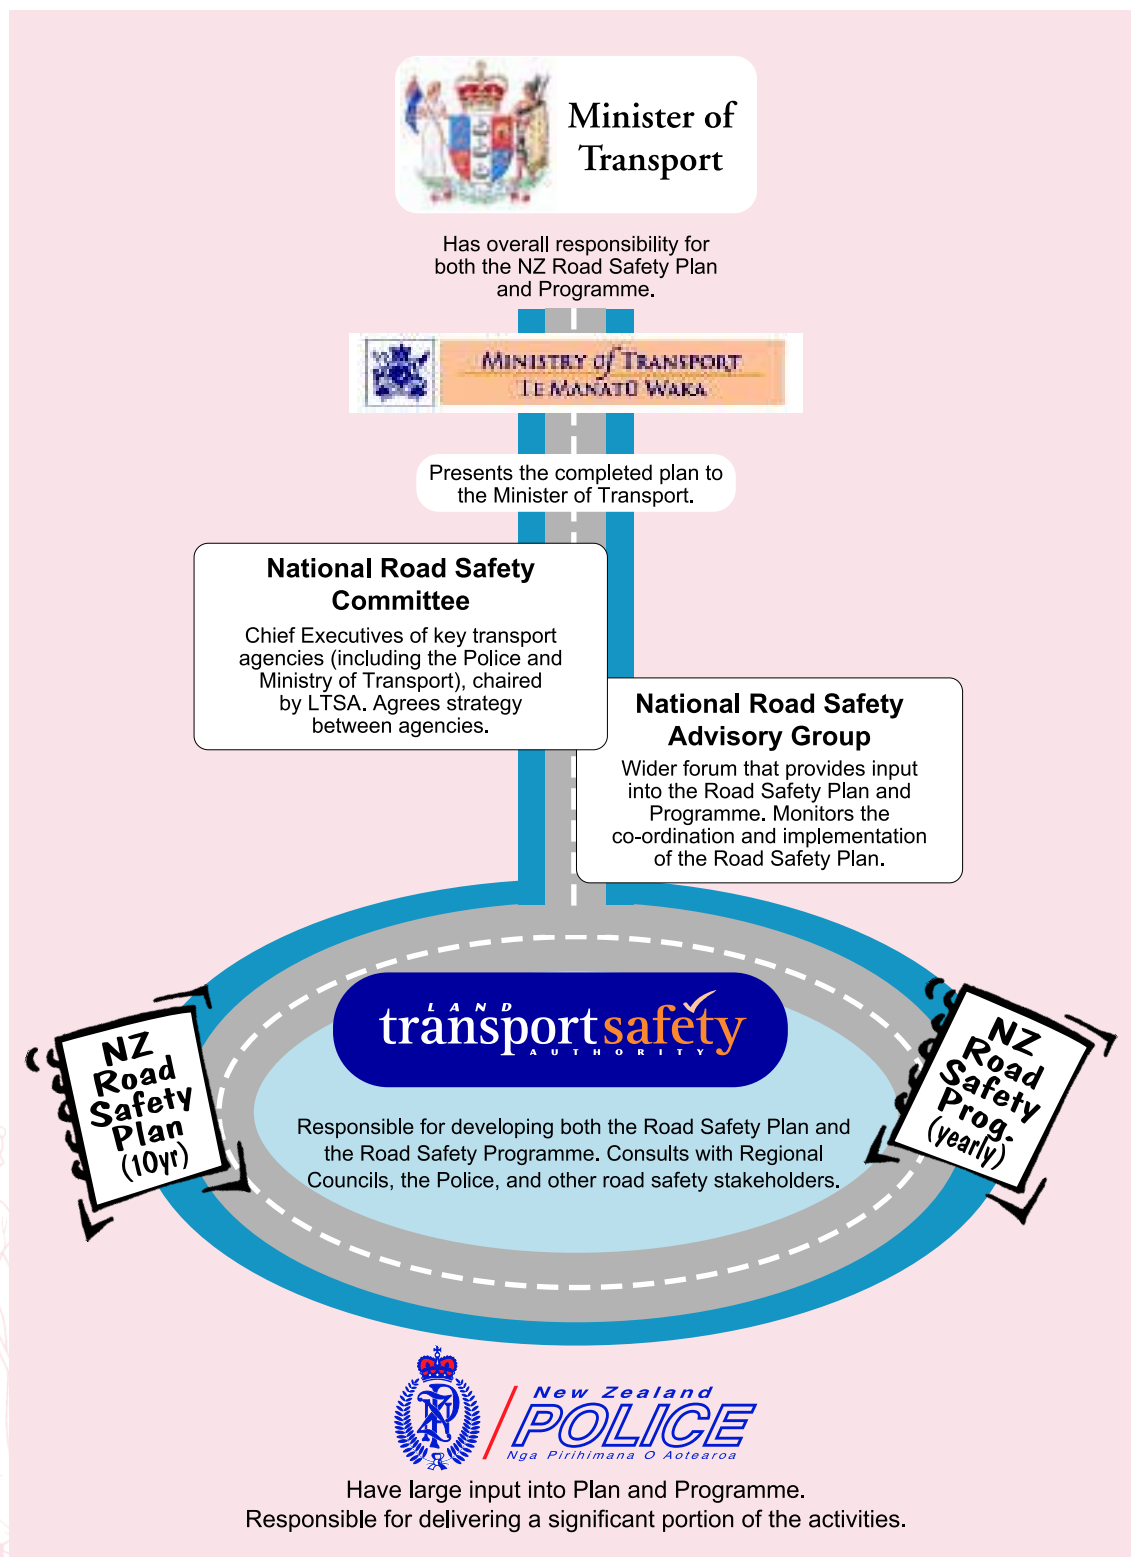 Minister of
Transport
Has overall responsibility for
both the NZ Road Safety Plan
and Programme.
MINISTRY of TRANSPORT
TE MANATŪ WAKA
Presents the completed plan to
the Minister of Transport.
National Road Safety
Committee
Chief Executives of key transport
agencies (including the Police and
Ministry of Transport), chaired
by LTSA. Agrees strategy
between agencies.
National Road Safety
Advisory Group
Wider forum that provides input
into the Road Safety Plan and
Programme. Monitors the
co-ordination and implementation
of the Road Safety Plan.
LAND
transport safety
AUTHORITY
NZ
Road
Safety
Plan
(10yr)
NZ
Road
Safety
Prog.
(yearly)
Responsible for developing both the Road Safety Plan and
the Road Safety Programme. Consults with Regional
Councils, the Police, and other road safety stakeholders.
New Zealand
POLICE
Nga Pirihimana O Aotearoa
Have large input into Plan and Programme.
Responsible for delivering a significant portion of the activities.